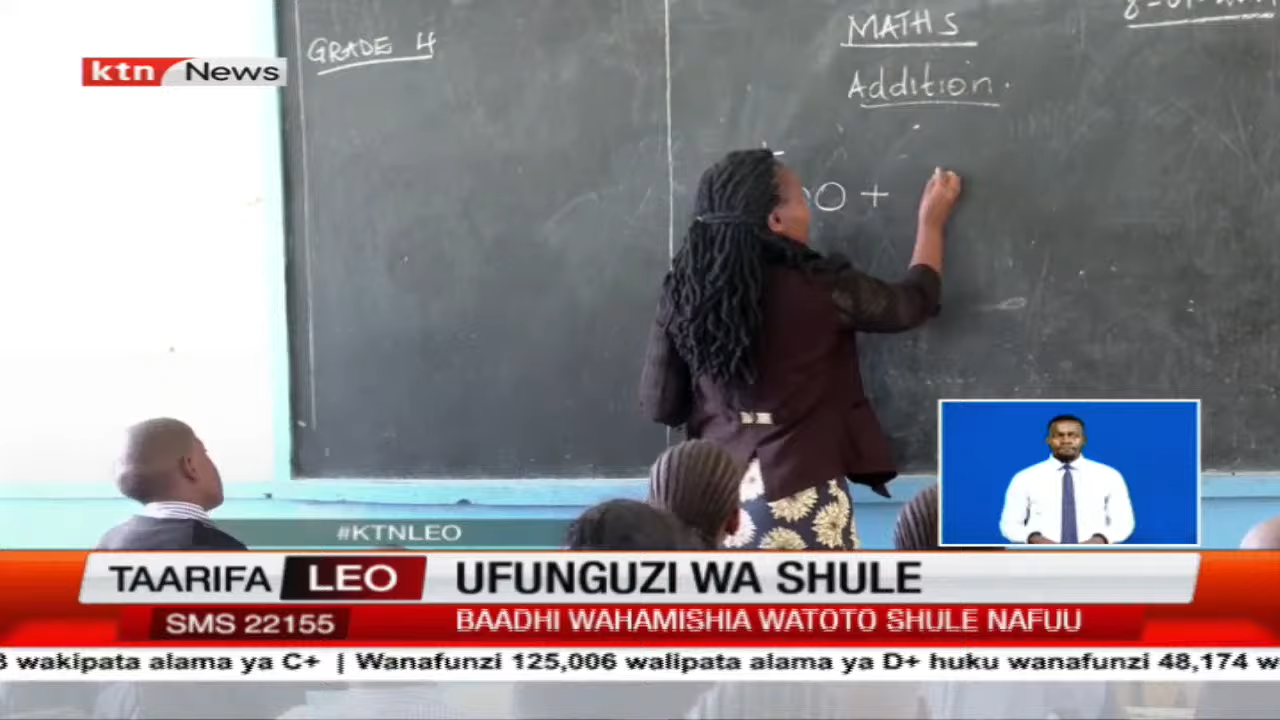 GRADE 4
MATHS
Addition.
ktn News
+
#KTNLEO
TAARIFA LEO UFUNGUZI WA SHULE
SMS 22155 BAADHI WAHAMISHIA WATOTO SHULE NAFUU
wakipata alama ya C+ | Wanafunzi 125,006 walipata alama ya D+ huku wanafunzi 48,174